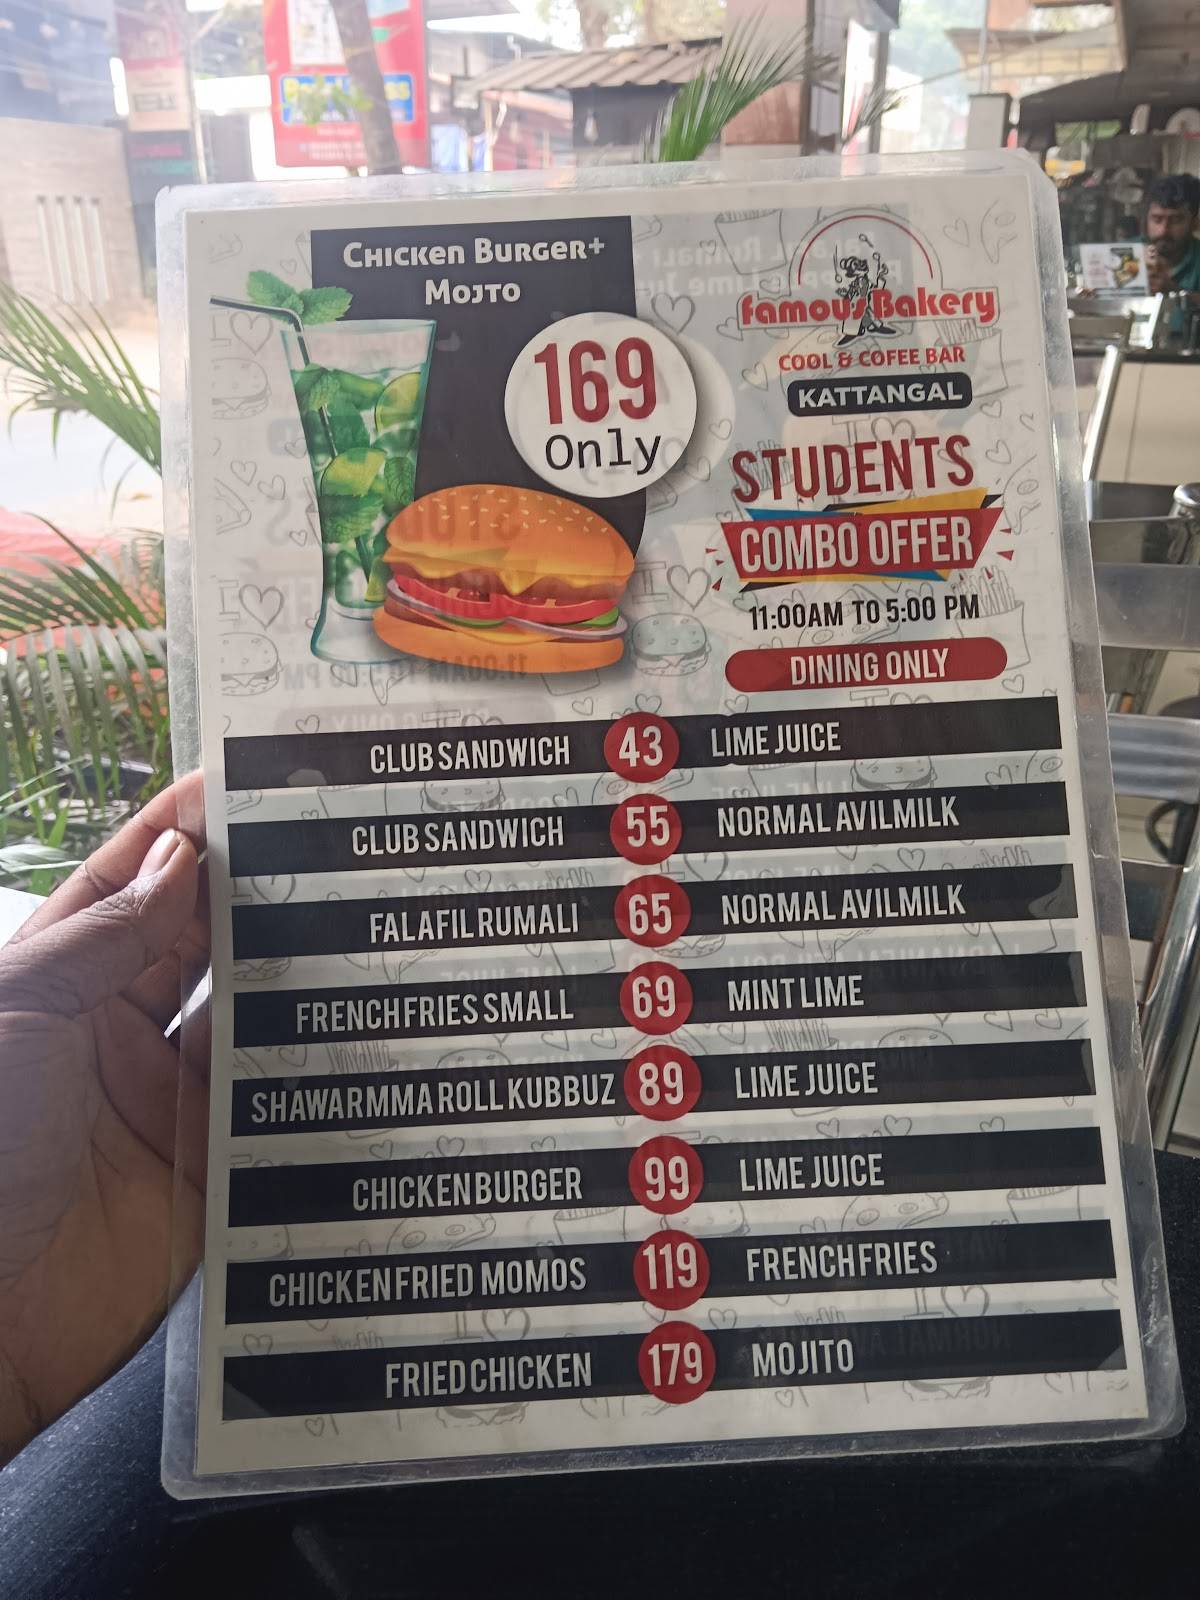 CHICKEN BURGER+
MOJTO
169
Only
famous Bakery
COOL & COFEE BAR
KATTANGAL
STUDENTS
COMBO OFFER
11:00AM TO 5:00 PM
DINING ONLY
CLUB SANDWICH 43 LIME JUICE
CLUB SANDWICH 55 NORMAL AVILMILK
FALAFIL RUMALI 65 NORMAL AVILMILK
FRENCH FRIES SMALL 69 MINT LIME
SHAWARMMA ROLL KUBBUZ 89 LIME JUICE
CHICKEN BURGER 99 LIME JUICE
CHICKEN FRIED MOMOS 119 FRENCH FRIES
FRIED CHICKEN 179 MOJITO